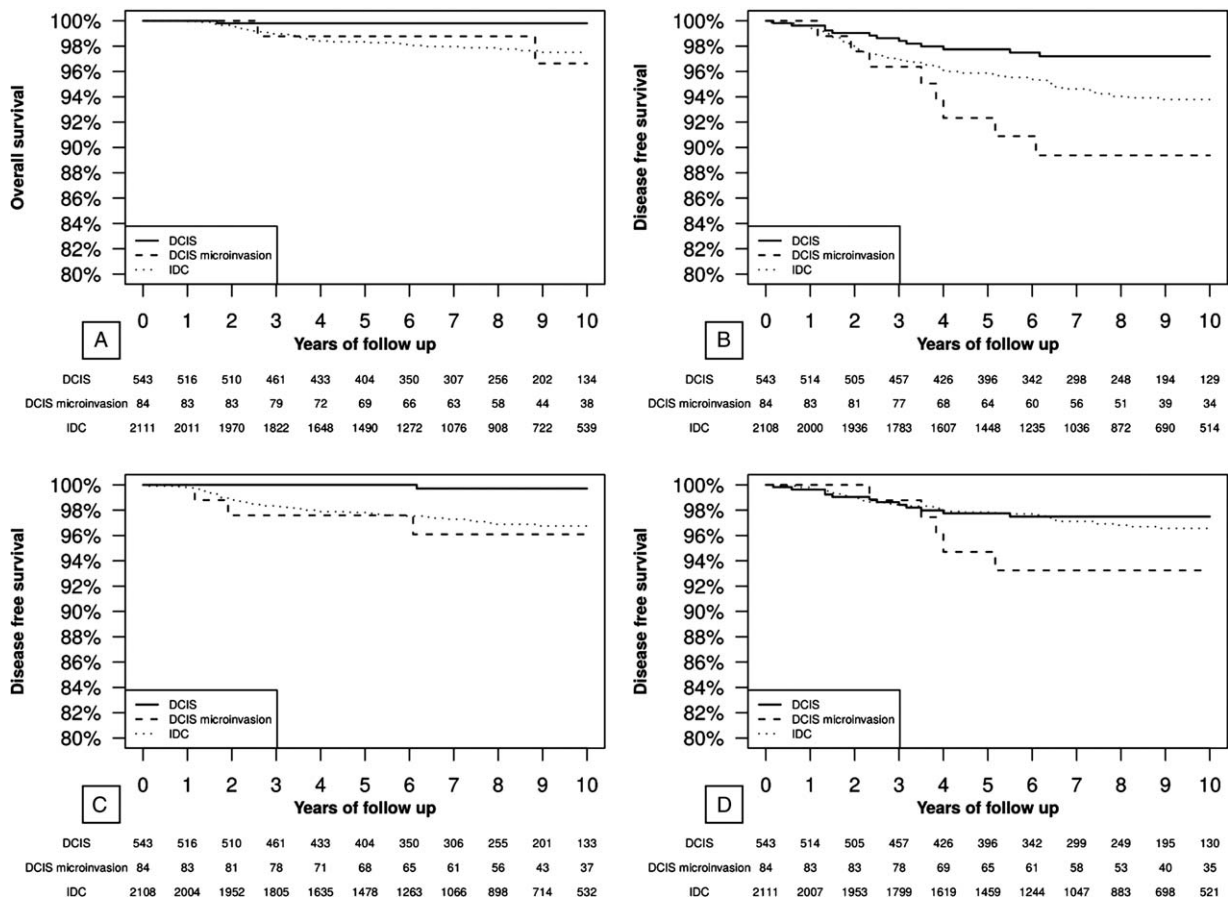 Overall survival
100%
98%
96%
94%
92%
90%
88%
86%
84%
82%
80%
DCIS
DCIS microinvasion
IDC
0 1 2 3 4 5 6 7 8 9 10
A
Years of follow up
DCIS 543 516 510 461 433 404 350 307 256 202 134
DCIS microinvasion 84 83 83 79 72 69 66 63 58 44 38
IDC 2111 2011 1970 1822 1648 1490 1272 1076 908 722 539
Disease free survival
100%
98%
96%
94%
92%
90%
88%
86%
84%
82%
80%
DCIS
DCIS microinvasion
IDC
0 1 2 3 4 5 6 7 8 9 10
B
Years of follow up
DCIS 543 514 505 457 426 396 342 298 248 194 129
DCIS microinvasion 84 83 81 77 68 64 60 56 51 39 34
IDC 2108 2000 1936 1783 1607 1448 1235 1036 872 690 514
Disease free survival
100%
98%
96%
94%
92%
90%
88%
86%
84%
82%
80%
DCIS
DCIS microinvasion
IDC
0 1 2 3 4 5 6 7 8 9 10
C
Years of follow up
DCIS 543 516 510 461 433 404 350 306 255 201 133
DCIS microinvasion 84 83 81 78 71 68 65 61 56 43 37
IDC 2108 2004 1952 1805 1635 1478 1263 1066 898 714 532
Disease free survival
100%
98%
96%
94%
92%
90%
88%
86%
84%
82%
80%
DCIS
DCIS microinvasion
IDC
0 1 2 3 4 5 6 7 8 9 10
D
Years of follow up
DCIS 543 514 505 457 426 396 342 299 249 195 130
DCIS microinvasion 84 83 83 78 69 65 61 58 53 40 35
IDC 2111 2007 1953 1799 1619 1459 1244 1047 883 698 521